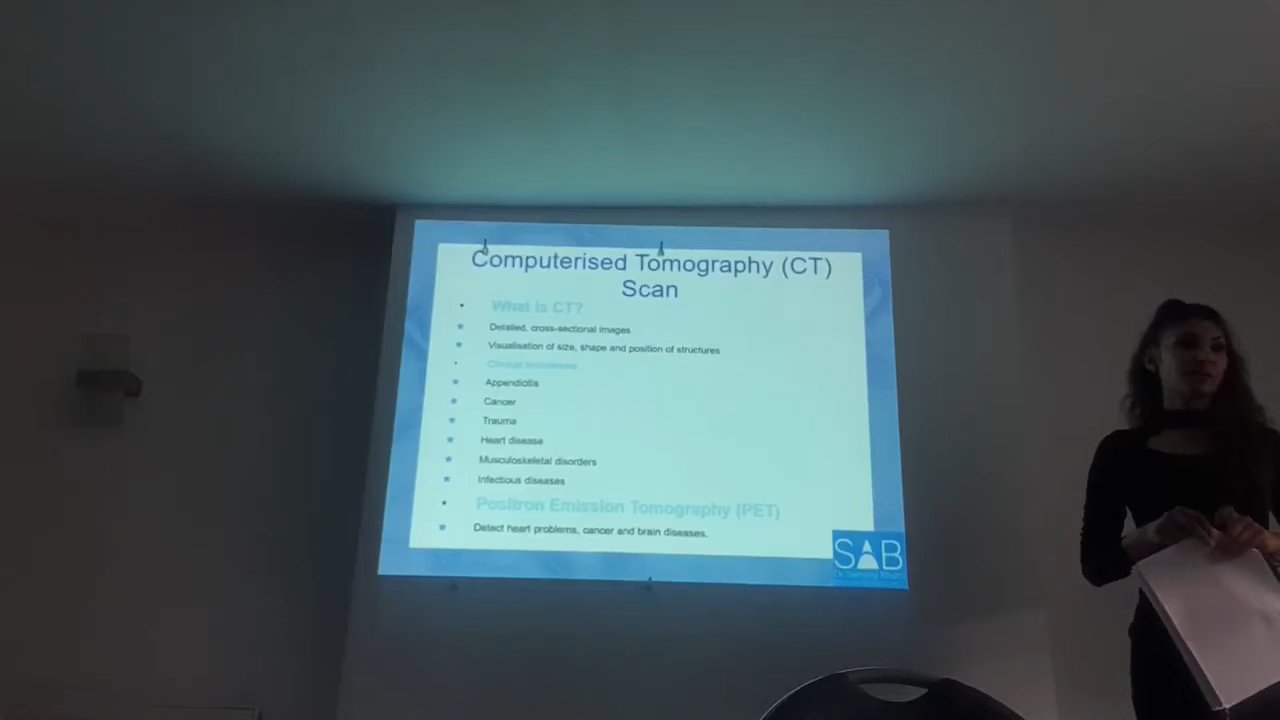 Computerised Tomography (CT)
Scan
What is CT?
Detailed, cross-sectional images
Visualisation of size, shape and position of structures
Clinical Indications
Appendicitis
Cancer
Trauma
Heart disease
Musculoskeletal disorders
Infectious diseases
Positron Emission Tomography (PET)
Detect heart problems, cancer and brain diseases.
SAB